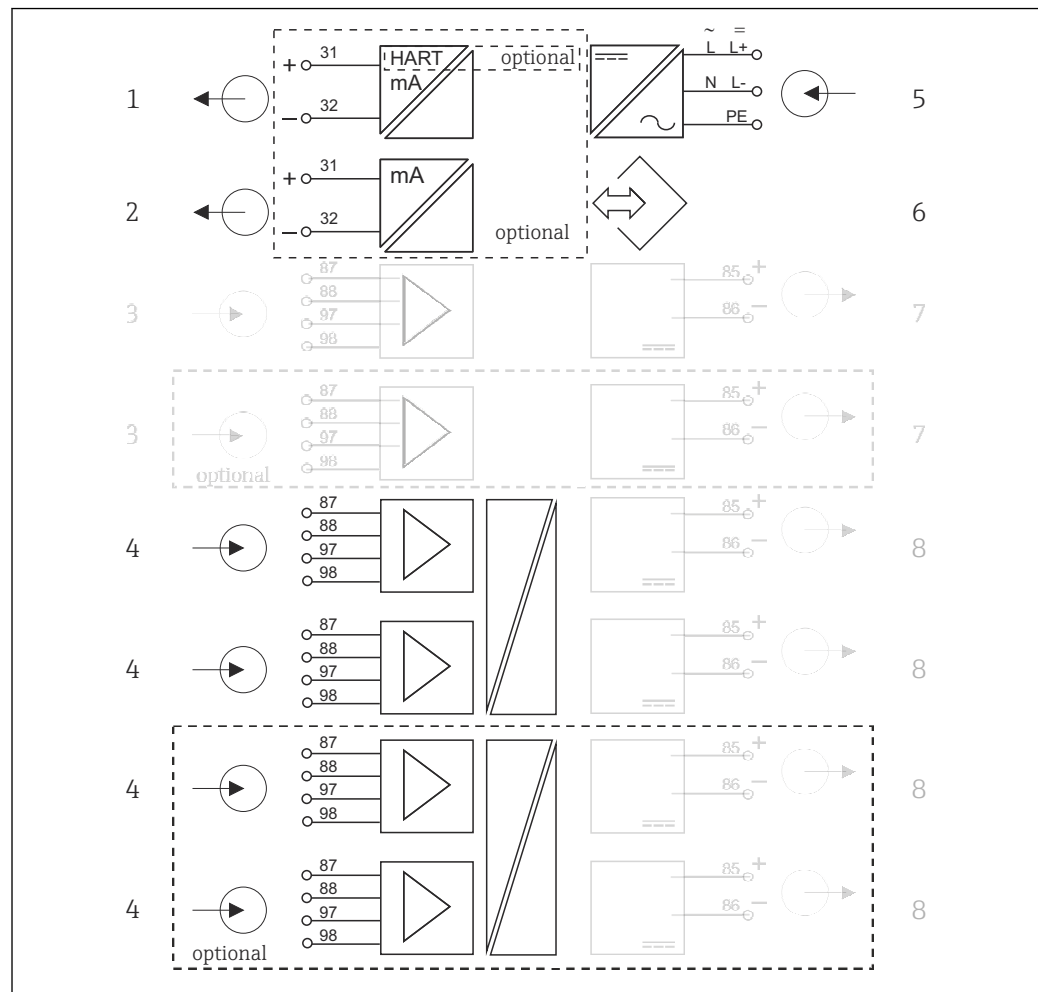 ~ =
31 HART optional L L+
+
mA N L-
1 5
32
− PE
31
+ mA
2 6
32
− optional
87 85 +
88
3 97 86 − 7
98
87 85 +
88
3 97 86 − 7
98
optional
87 85 +
88
4 97 86 − 8
98
87 85 +
88
4 97 86 − 8
98
87 85 +
88
4 97 86 − 8
98
87 85 +
88
4 97 86 − 8
98
optional